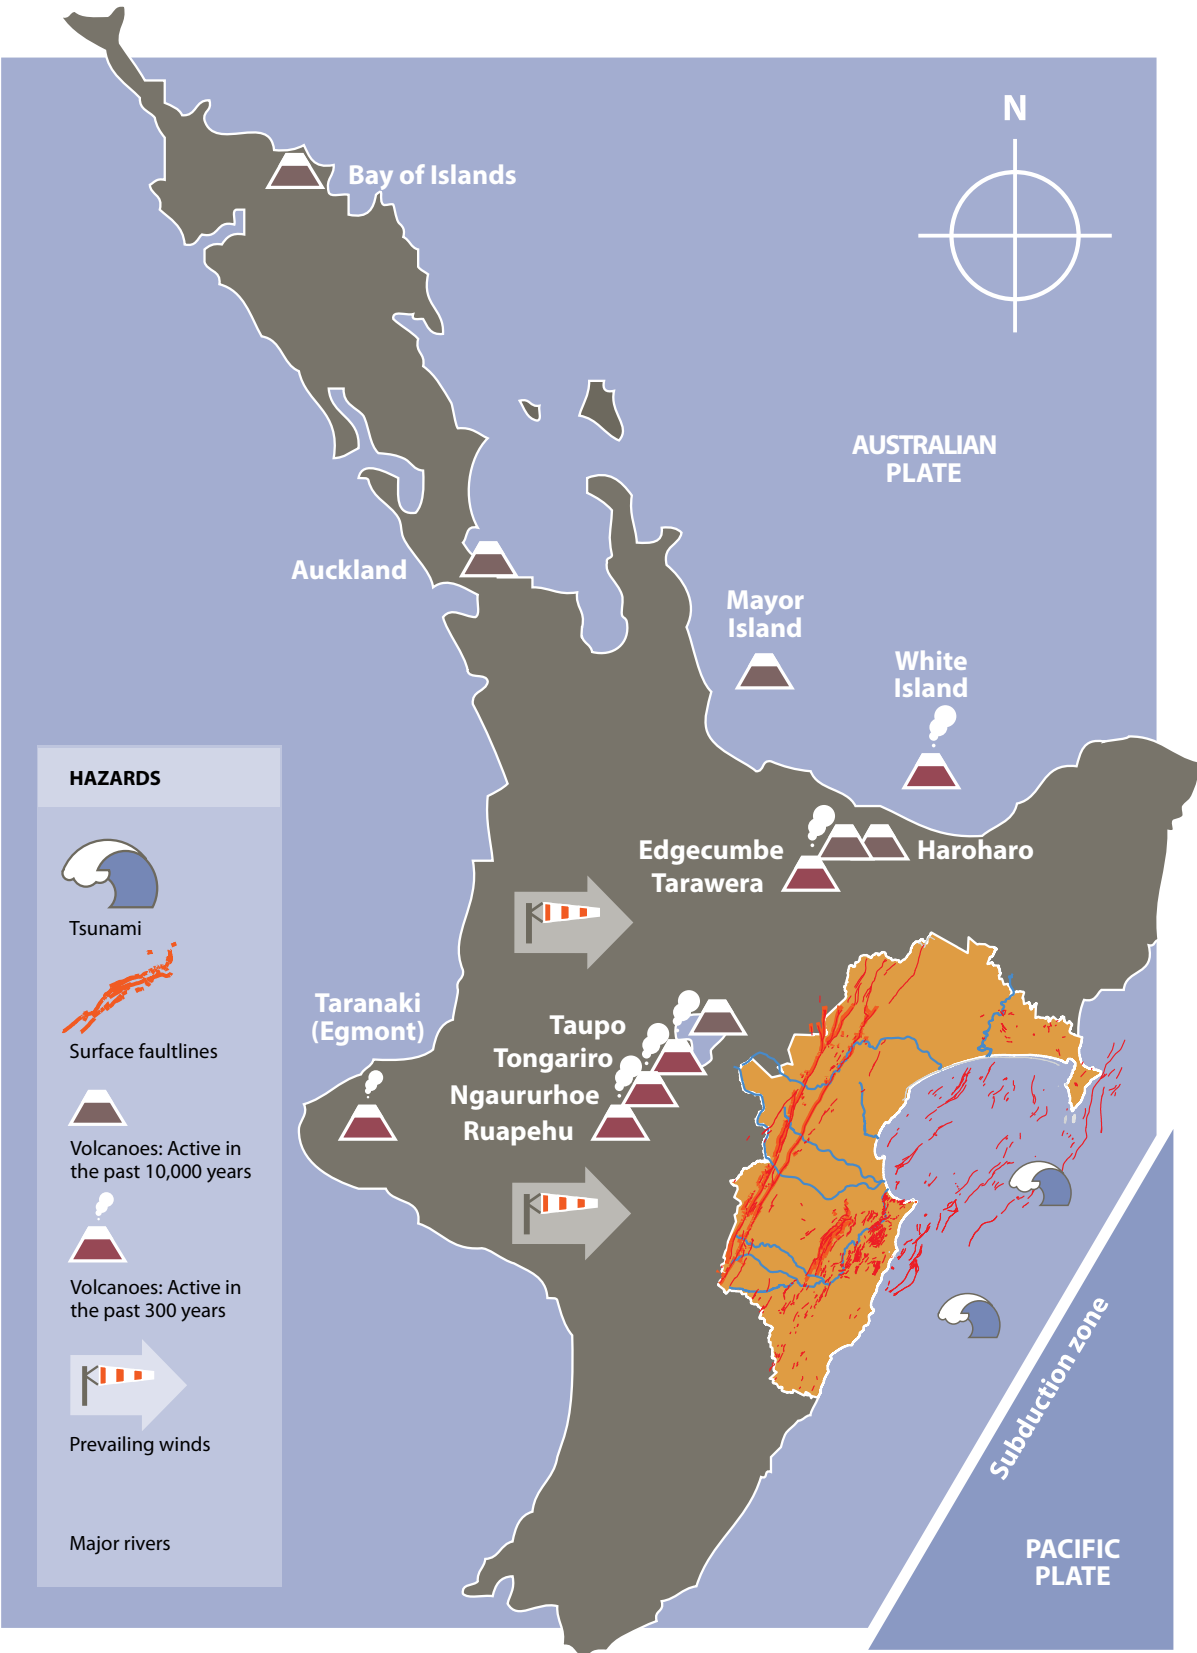 N
Bay of Islands
AUSTRALIAN
PLATE
Auckland
Mayor
Island
White
Island
HAZARDS
Tsunami
Surface faultlines
Volcanoes: Active in
the past 10,000 years
Volcanoes: Active in
the past 300 years
Prevailing winds
Major rivers
Edgecumbe
Haroharo
Tarawera
Taranaki
(Egmont)
Taupo
Tongariro
Ngaururhoe
Ruapehu
Subduction zone
PACIFIC
PLATE